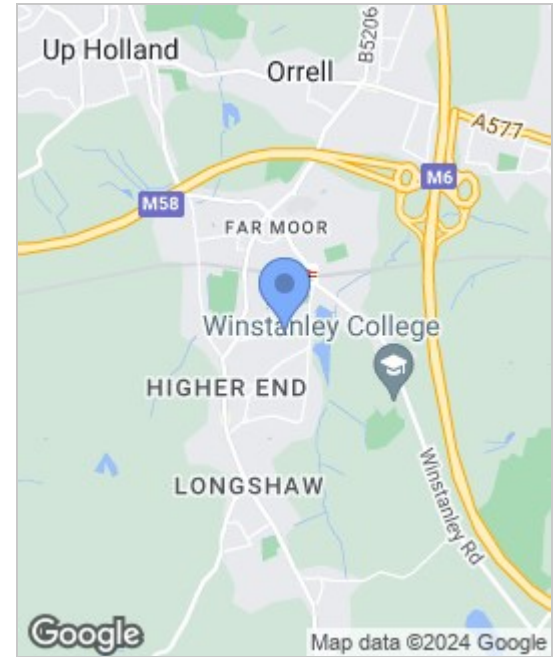 Up Holland
B5206
Orrell
A577
M6
M58
FAR MOOR
Winstanley College
HIGHER END
LONGSHAW
Winstanley Rd
Google
Map data ©2024 Google